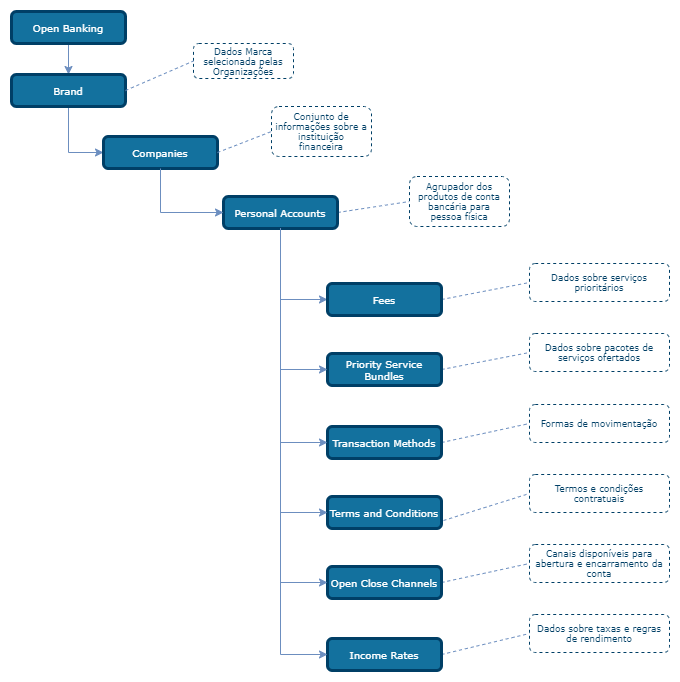 Open Banking
Dados Marca
selecionada pelas
Organizações
Brand
Conjunto de
informações sobre a
instituição
financeira
Companies
Agrupador dos
produtos de conta
bancária para
pessoa física
Personal Accounts
Dados sobre serviços
prioritários
Fees
Dados sobre pacotes de
serviços ofertados
Priority Service
Bundles
Formas de movimentação
Transaction Methods
Termos e condições
contratuais
Terms and Conditions
Canais disponíveis para
abertura e encarramento da
conta
Open Close Channels
Dados sobre taxas e regras
de rendimento
Income Rates